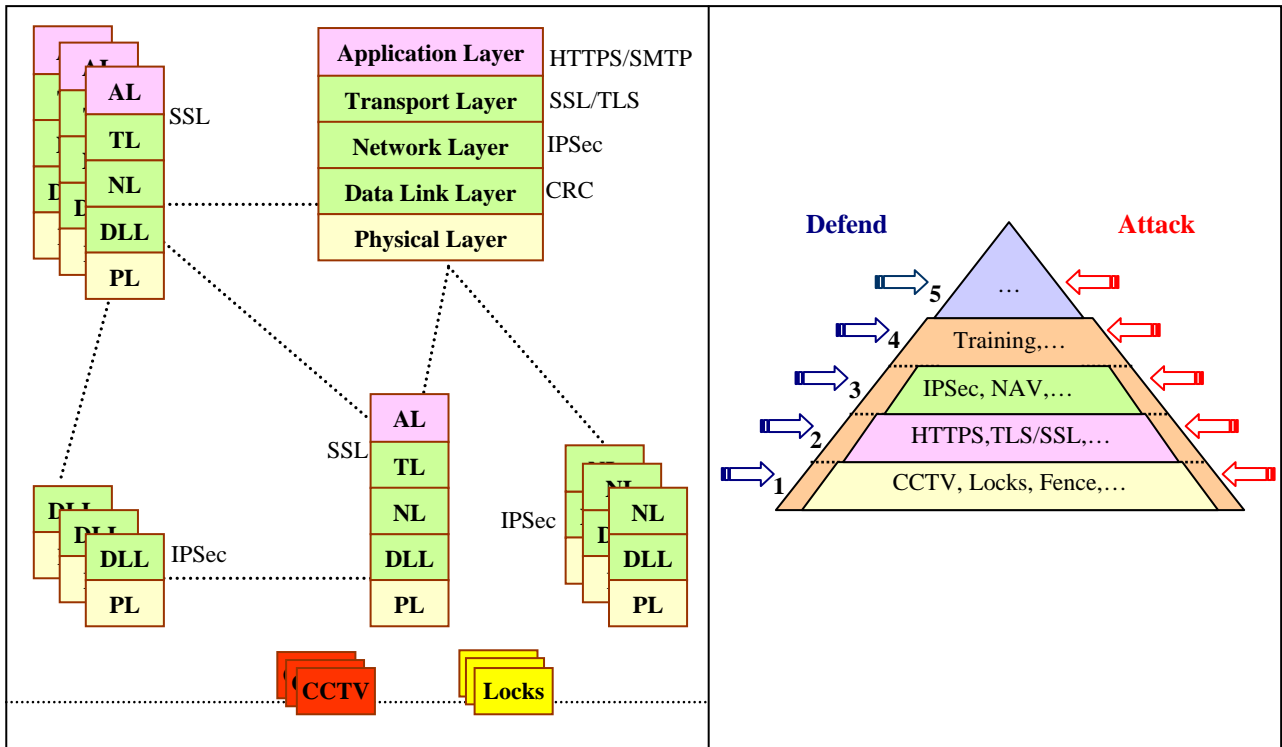 AL
TL
NL
DLL
PL
SSL
Application Layer HTTPS/SMTP
Transport Layer SSL/TLS
Network Layer IPSec
Data Link Layer CRC
Physical Layer
DLL
DLL
DLL
PL
IPSec
SSL
AL
TL
NL
DLL
PL
IPSec
NL
NL
DLL
PL
CCTV
Locks
Defend
Attack
5
…
4
Training,…
3
IPSec, NAV,…
2
HTTPS,TLS/SSL,…
1
CCTV, Locks, Fence,…